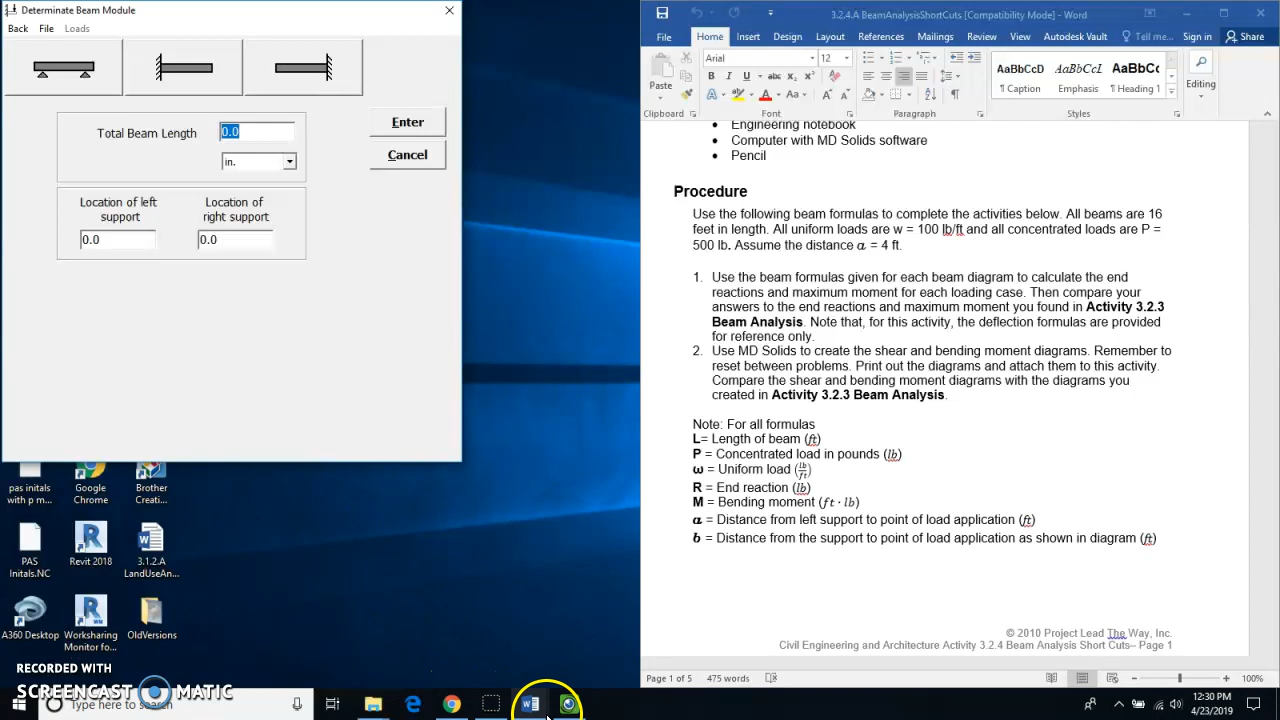 Determinate Beam Module
Back File Loads
Total Beam Length 0.0
in.
Enter
Cancel
Location of left
support
0.0
Location of
right support
0.0
pas
initals
with p m...
Google
Chrome
Brother
Creati...
PAS
Initals.NC
Revit 2018
3.1.2.A
LandUseAn...
A360 Desktop
Worksharing
Monitor fo...
OldVersions
RECORDED WITH
SCREENCAST MATIC
Type here to search
3.2.4.A BeamAnalysisShortCuts [Compatibility Mode] - Word
File Home Insert Design Layout References Mailings Review View Autodesk Vault Tell me... Sign in Share
Paste
Arial 12
B I U abc x₂ x²
A A Aa A A
AaBbCcD AaBbCcI AaBbCc
¶ Caption Emphasis ¶ Heading 1
Editing
Clipboard Font Paragraph Styles
• Engineering notebook
• Computer with MD Solids software
• Pencil
Procedure
Use the following beam formulas to complete the activities below. All beams are 16
feet in length. All uniform loads are w = 100 lb/ft and all concentrated loads are P =
500 lb. Assume the distance a = 4 ft.
1. Use the beam formulas given for each beam diagram to calculate the end
reactions and maximum moment for each loading case. Then compare your
answers to the end reactions and maximum moment you found in Activity 3.2.3
Beam Analysis. Note that, for this activity, the deflection formulas are provided
for reference only.
2. Use MD Solids to create the shear and bending moment diagrams. Remember to
reset between problems. Print out the diagrams and attach them to this activity.
Compare the shear and bending moment diagrams with the diagrams you
created in Activity 3.2.3 Beam Analysis.
Note: For all formulas
L= Length of beam (ft)
P = Concentrated load in pounds (lb)
ω = Uniform load (lb/ft)
R = End reaction (lb)
M = Bending moment (ft · lb)
a = Distance from left support to point of load application (ft)
b = Distance from the support to point of load application as shown in diagram (ft)
© 2010 Project Lead The Way, Inc.
Civil Engineering and Architecture Activity 3.2.4 Beam Analysis Short Cuts– Page 1
Page 1 of 5 475 words 100%
12:30 PM
4/23/2019